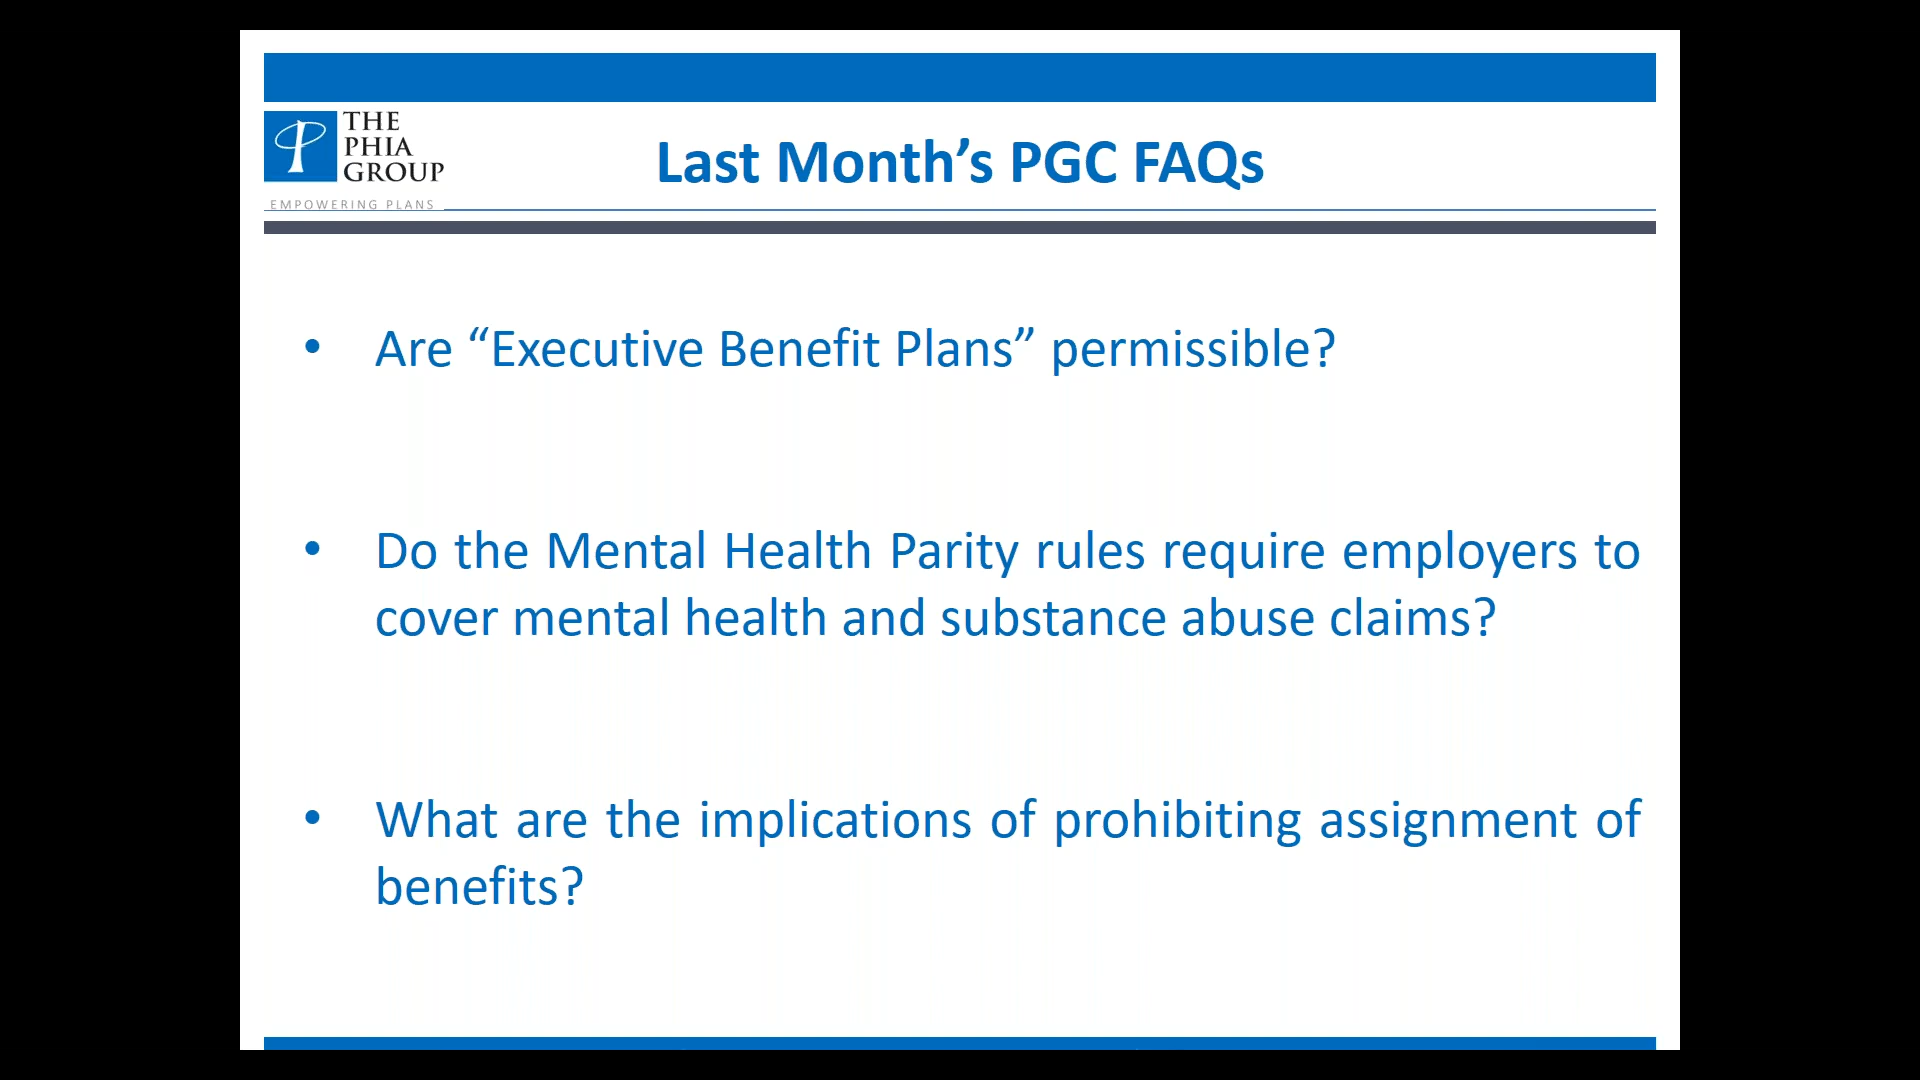 THE
PHIA
GROUP
EMPOWERING PLANS
Last Month’s PGC FAQs
• Are “Executive Benefit Plans” permissible?
• Do the Mental Health Parity rules require employers to
cover mental health and substance abuse claims?
• What are the implications of prohibiting assignment of
benefits?